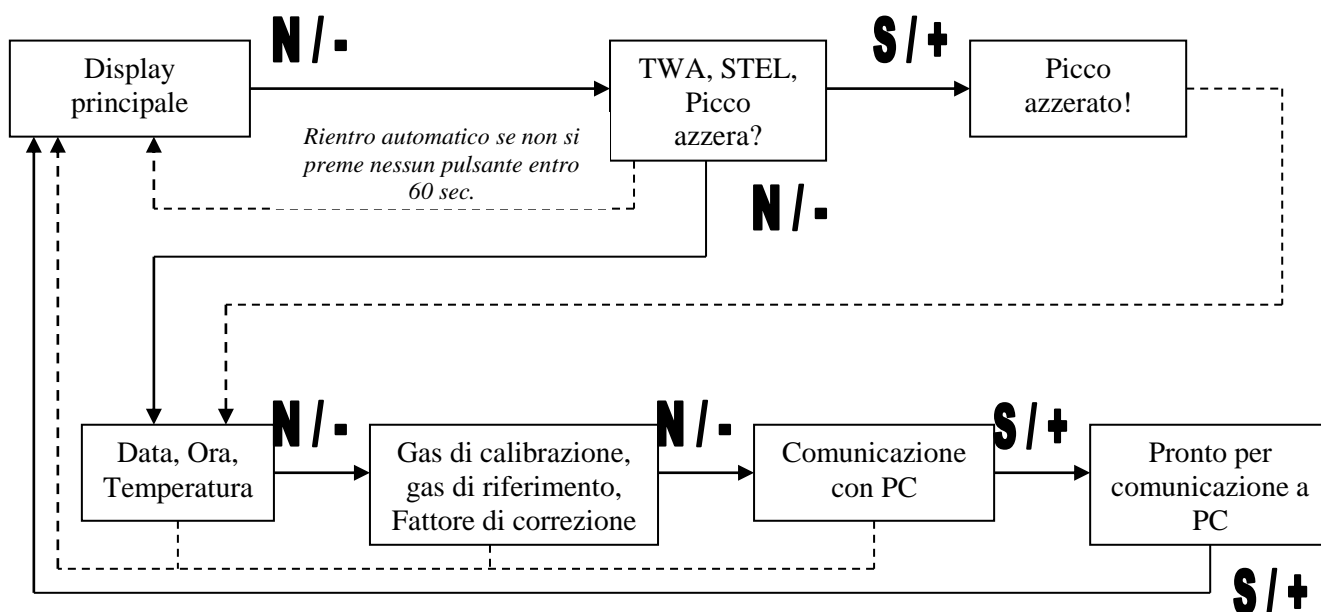 N / -
S / +
Display
principale
TWA, STEL,
Picco
azzera?
Picco
azzerato!
Rientro automatico se non si
preme nessun pulsante entro
60 sec.
N / -
N / -
N / -
S / +
Data, Ora,
Temperatura
Gas di calibrazione,
gas di riferimento,
Fattore di correzione
Comunicazione
con PC
Pronto per
comunicazione a
PC
S / +